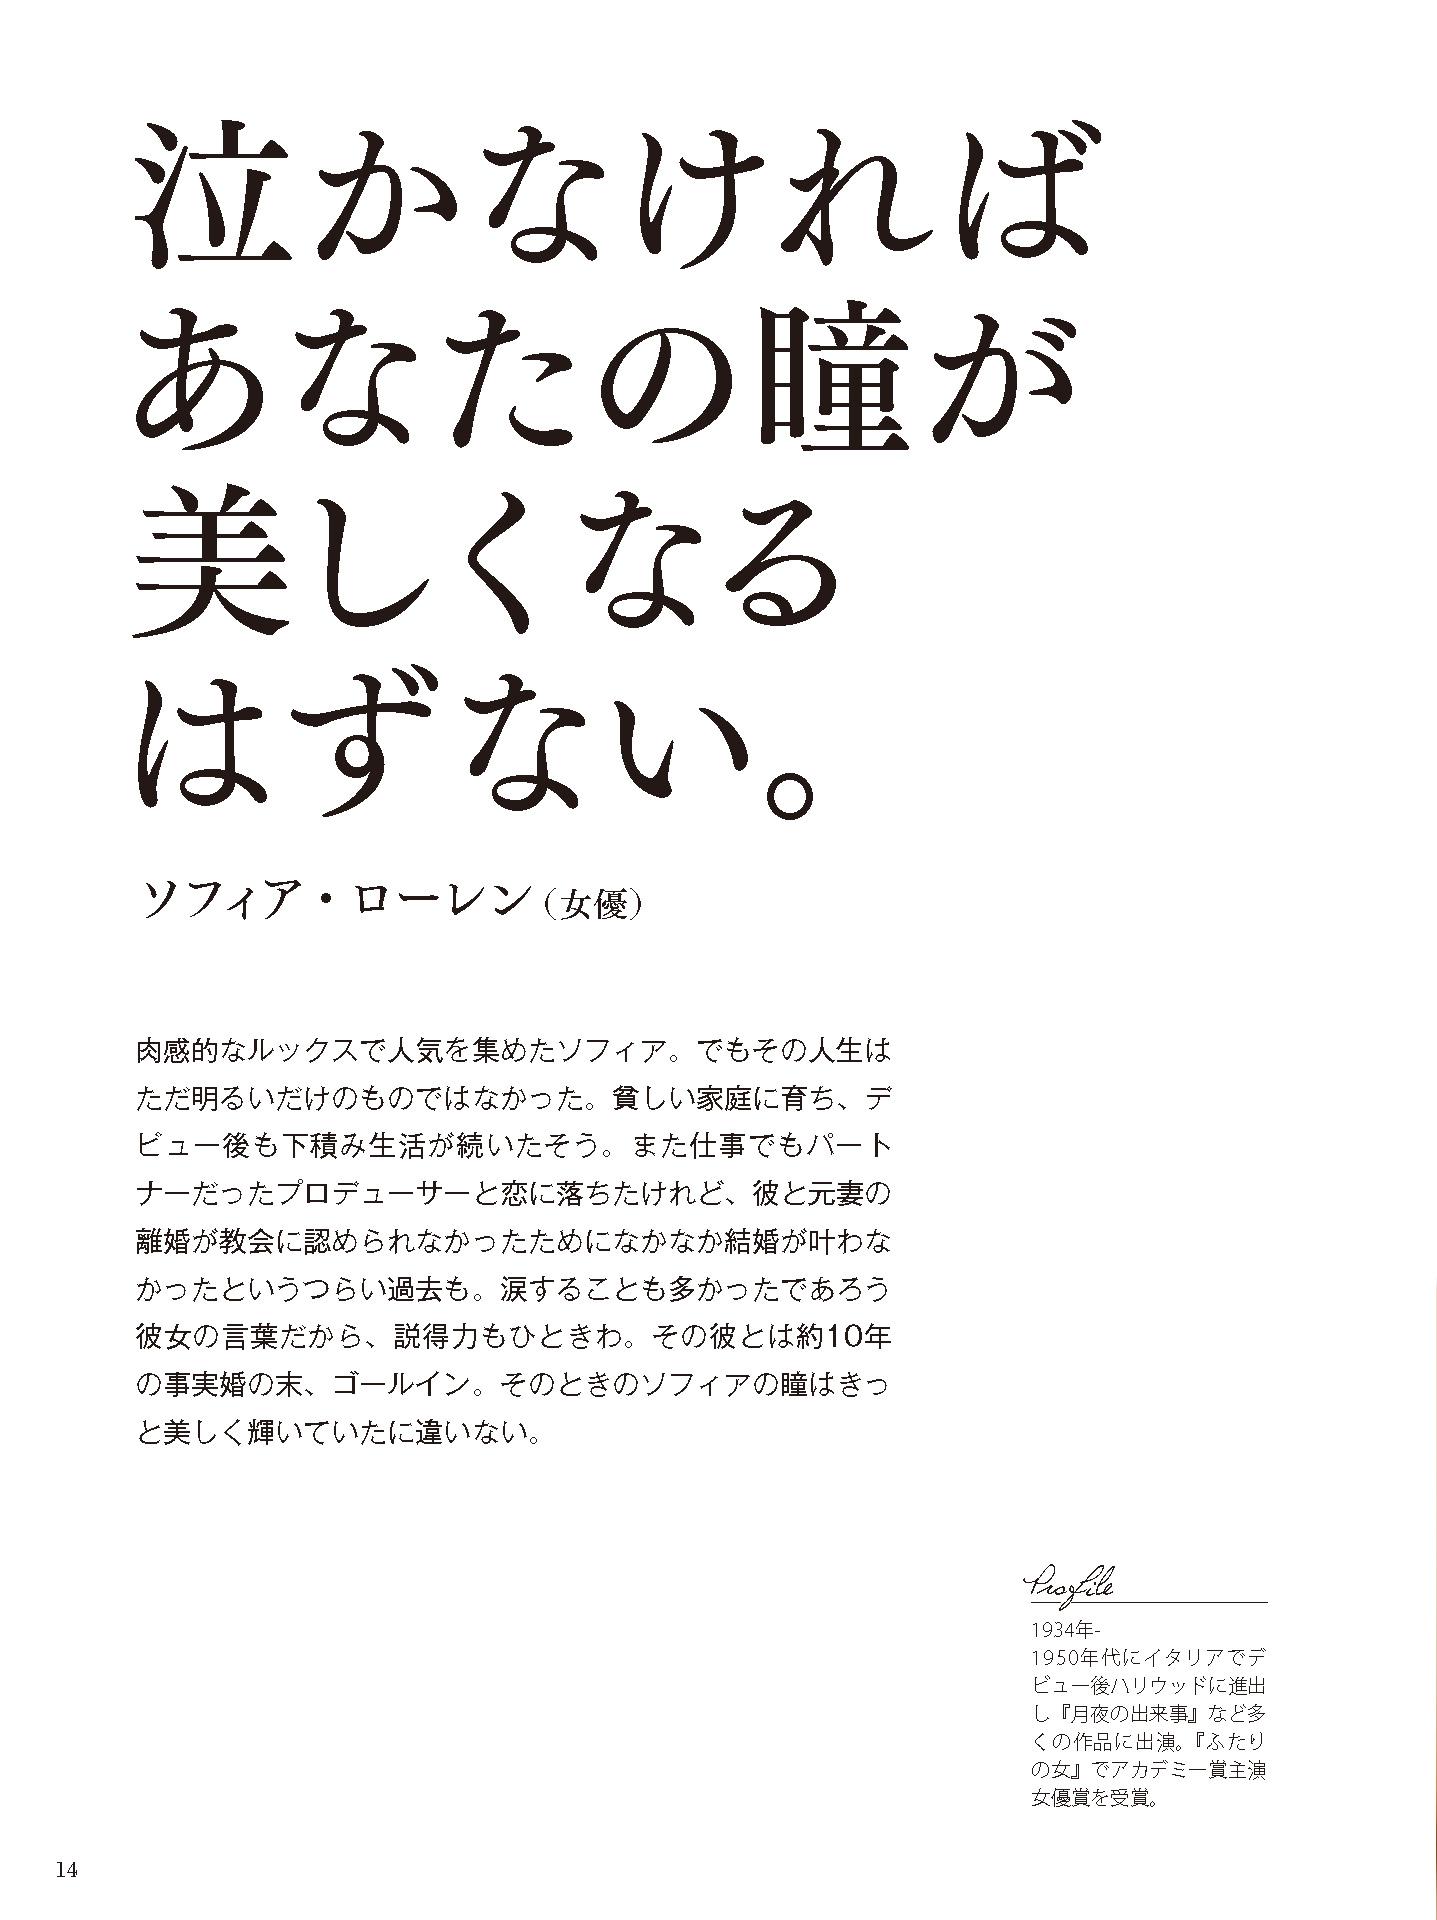 泣かなければ
あなたの瞳が
美しくなる
はずない。
ソフィア・ローレン（女優）
肉感的なルックスで人気を集めたソフィア。でもその人生は
ただ明るいだけのものではなかった。貧しい家庭に育ち、デ
ビュー後も下積み生活が続いたそう。また仕事でもパート
ナーだったプロデューサーと恋に落ちたけれど、彼と元妻の
離婚が教会に認められなかったためになかなか結婚が叶わな
かったというつらい過去も。涙することも多かったであろう
彼女の言葉だから、説得力もひときわ。その彼とは約10年
の事実婚の末、ゴールイン。そのときのソフィアの瞳はきっ
と美しく輝いていたに違いない。
Profile
1934年-
1950年代にイタリアでデ
ビュー後ハリウッドに進出
し『月夜の出来事』など多
くの作品に出演。『ふたり
の女』でアカデミー賞主演
女優賞を受賞。
14